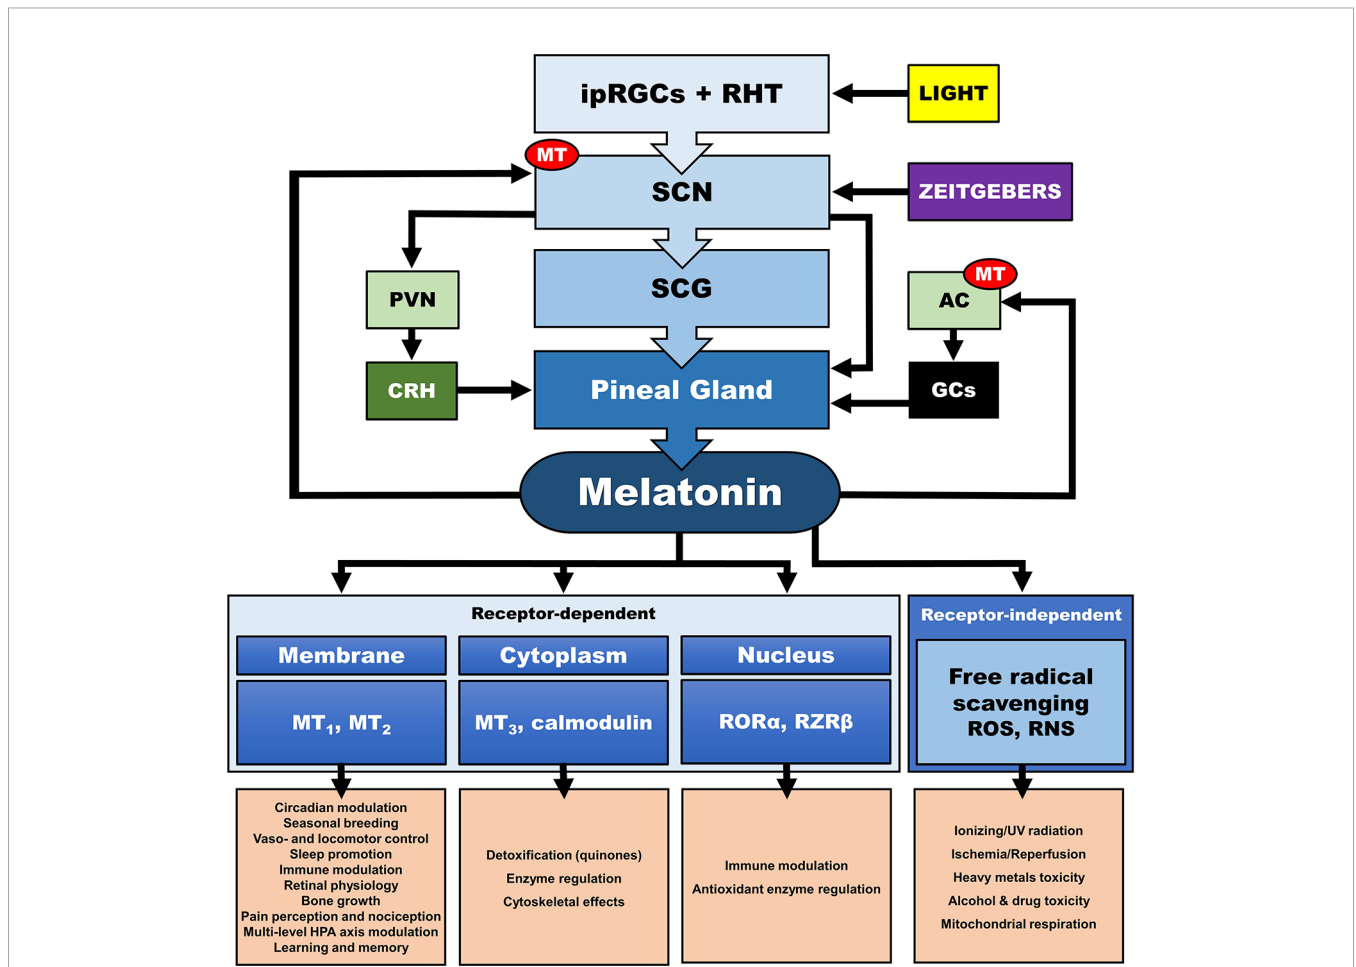 ipRGCs + RHT
LIGHT
MT
SCN
ZEITGEBERS
PVN
SCG
MT
AC
CRH
Pineal Gland
GCs
Melatonin
Receptor-dependent
Receptor-independent
Membrane
Cytoplasm
Nucleus
MT₁, MT₂
MT₃, calmodulin
RORα, RZRβ
Free radical
scavenging
ROS, RNS
Circadian modulation
Seasonal breeding
Vaso- and locomotor control
Sleep promotion
Immune modulation
Retinal physiology
Bone growth
Pain perception and nociception
Multi-level HPA axis modulation
Learning and memory
Detoxification (quinones)
Enzyme regulation
Cytoskeletal effects
Immune modulation
Antioxidant enzyme regulation
Ionizing/UV radiation
Ischemia/Reperfusion
Heavy metals toxicity
Alcohol & drug toxicity
Mitochondrial respiration